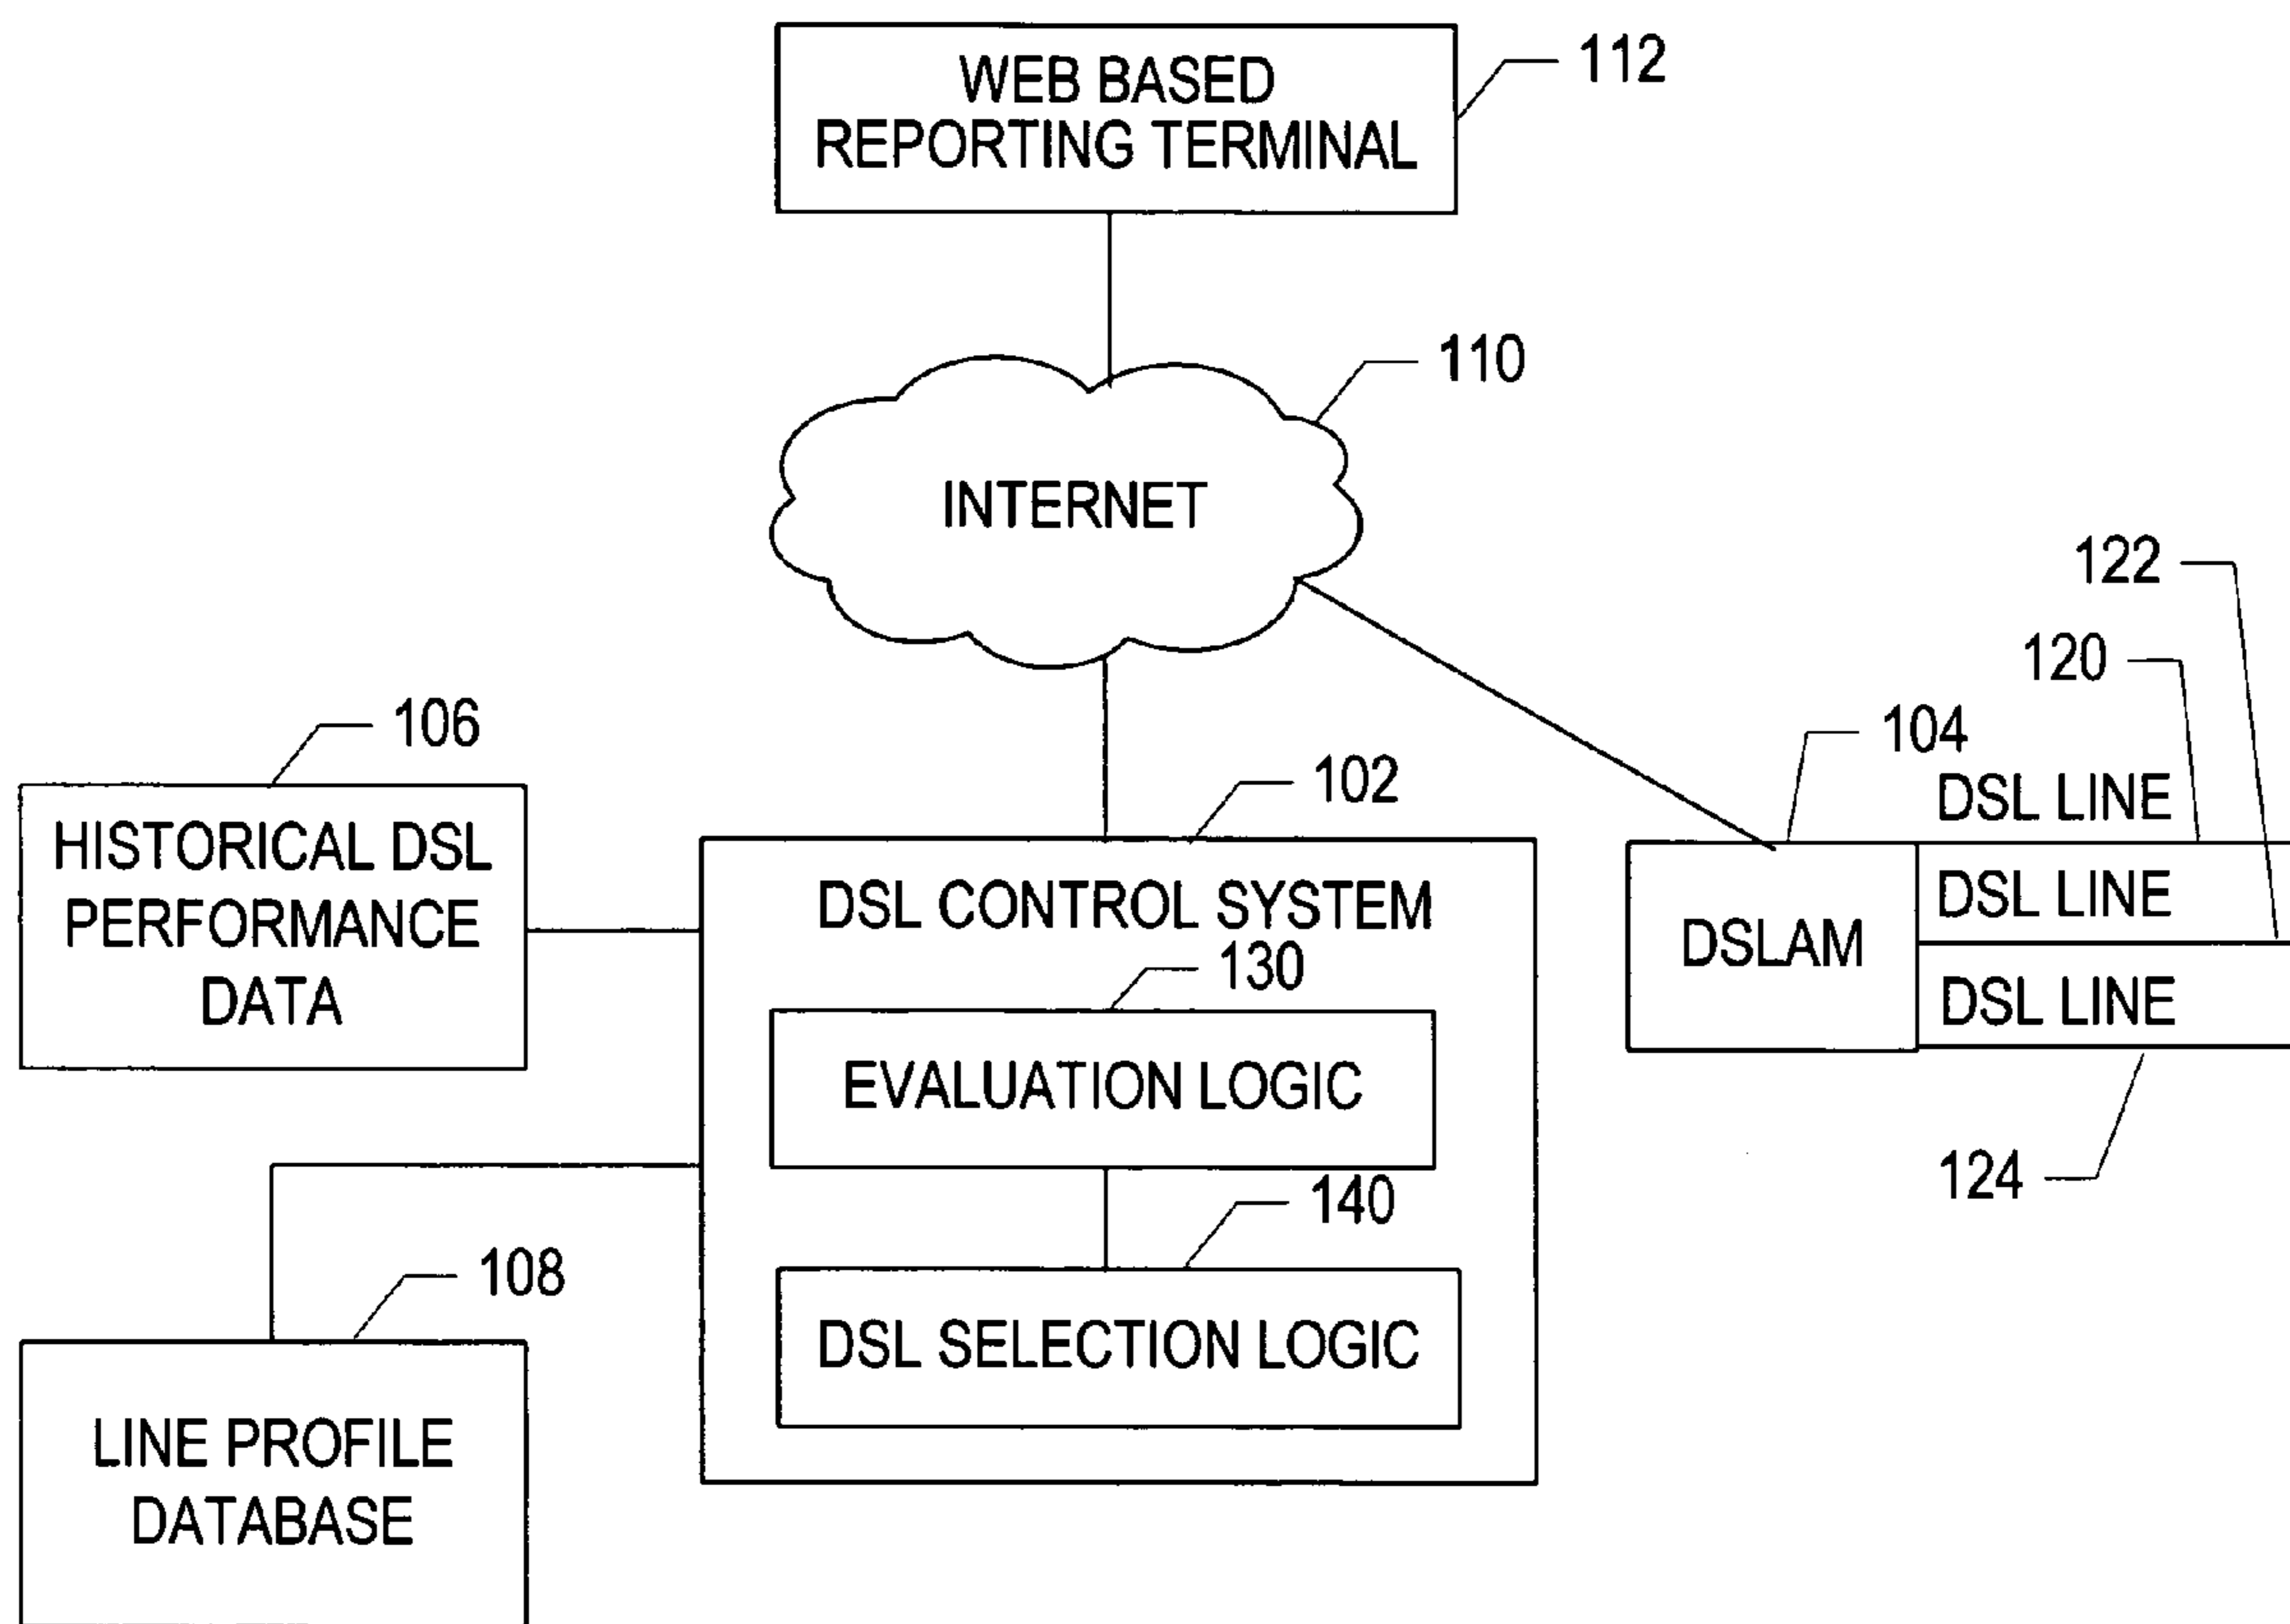 WEB BASED
REPORTING TERMINAL
112
110
INTERNET
122
120
106
104
102
DSL LINE
HISTORICAL DSL
PERFORMANCE
DATA
DSL CONTROL SYSTEM
DSLAM
DSL LINE
DSL LINE
130
EVALUATION LOGIC
124
140
108
DSL SELECTION LOGIC
LINE PROFILE
DATABASE